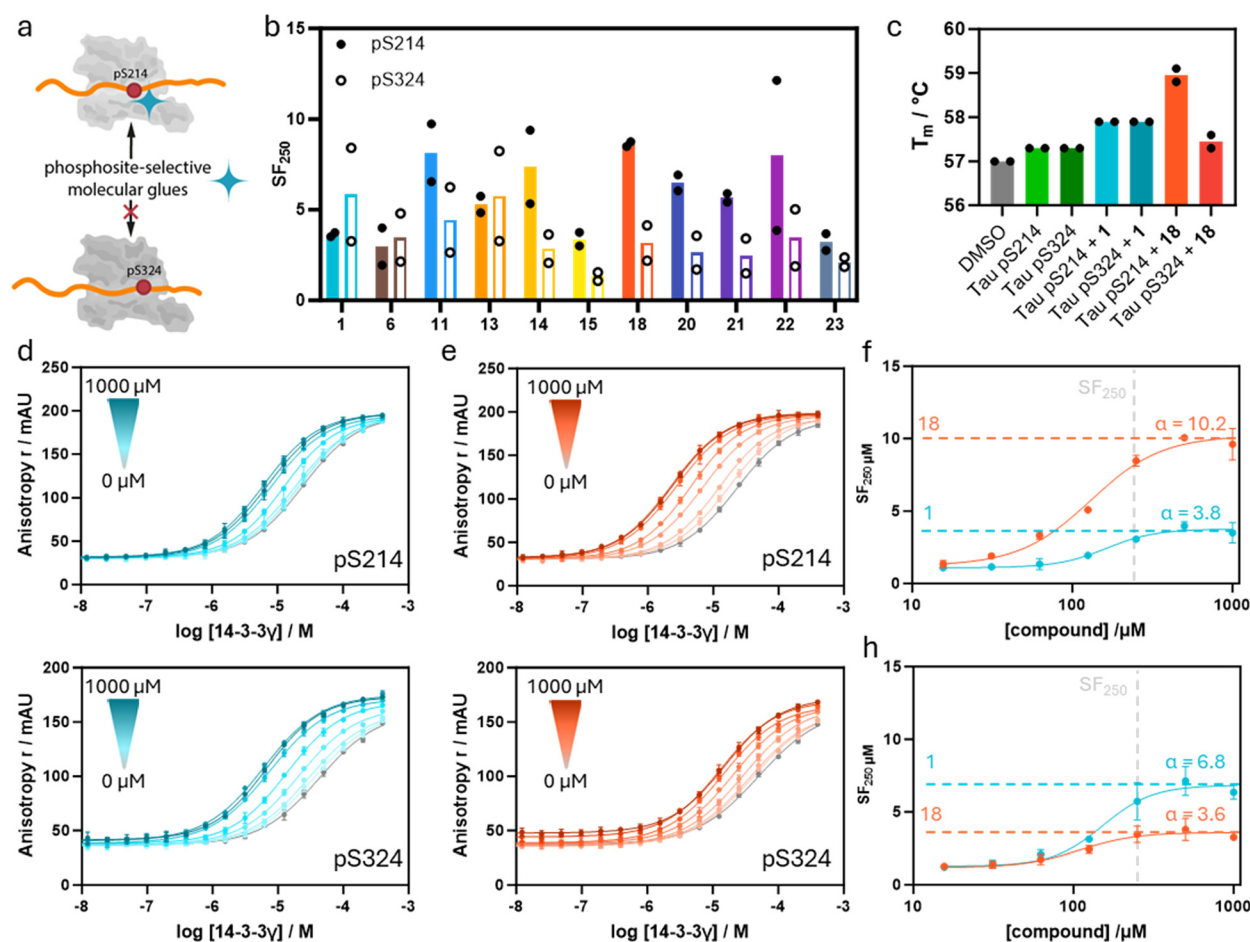 a
pS214
phosphosite-selective
molecular glues
pS324
b
pS214
pS324
SF250
15
10
5
0
1 6 11 13 14 15 18 20 21 22 23
c
Tm / °C
60
59
58
57
56
DMSO
Tau pS214
Tau pS324
Tau pS214 + 1
Tau pS324 + 1
Tau pS214 + 18
Tau pS324 + 18
d
Anisotropy r / mAU
250
200
150
100
50
0
1000 µM
0 µM
pS214
-8 -7 -6 -5 -4 -3
log [14-3-3γ] / M
e
Anisotropy r / mAU
250
200
150
100
50
0
1000 µM
0 µM
pS214
-8 -7 -6 -5 -4 -3
log [14-3-3γ] / M
f
SF250 µM
15
10
5
0
SF250
18
α = 10.2
1
α = 3.8
10 100 1000
[compound] /µM
Anisotropy r / mAU
200
150
100
50
0
1000 µM
0 µM
pS324
-8 -7 -6 -5 -4 -3
log [14-3-3γ] / M
Anisotropy r / mAU
200
150
100
50
0
1000 µM
0 µM
pS324
-8 -7 -6 -5 -4 -3
log [14-3-3γ] / M
h
SF250 µM
15
10
5
0
SF250
1
α = 6.8
18
α = 3.6
10 100 1000
[compound] /µM